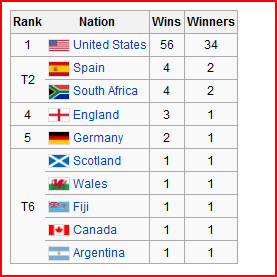 Rank Nation Wins Winners
1 United States 56 34
T2 Spain 4 2
South Africa 4 2
4 England 3 1
5 Germany 2 1
T6 Scotland 1 1
Wales 1 1
Fiji 1 1
Canada 1 1
Argentina 1 1